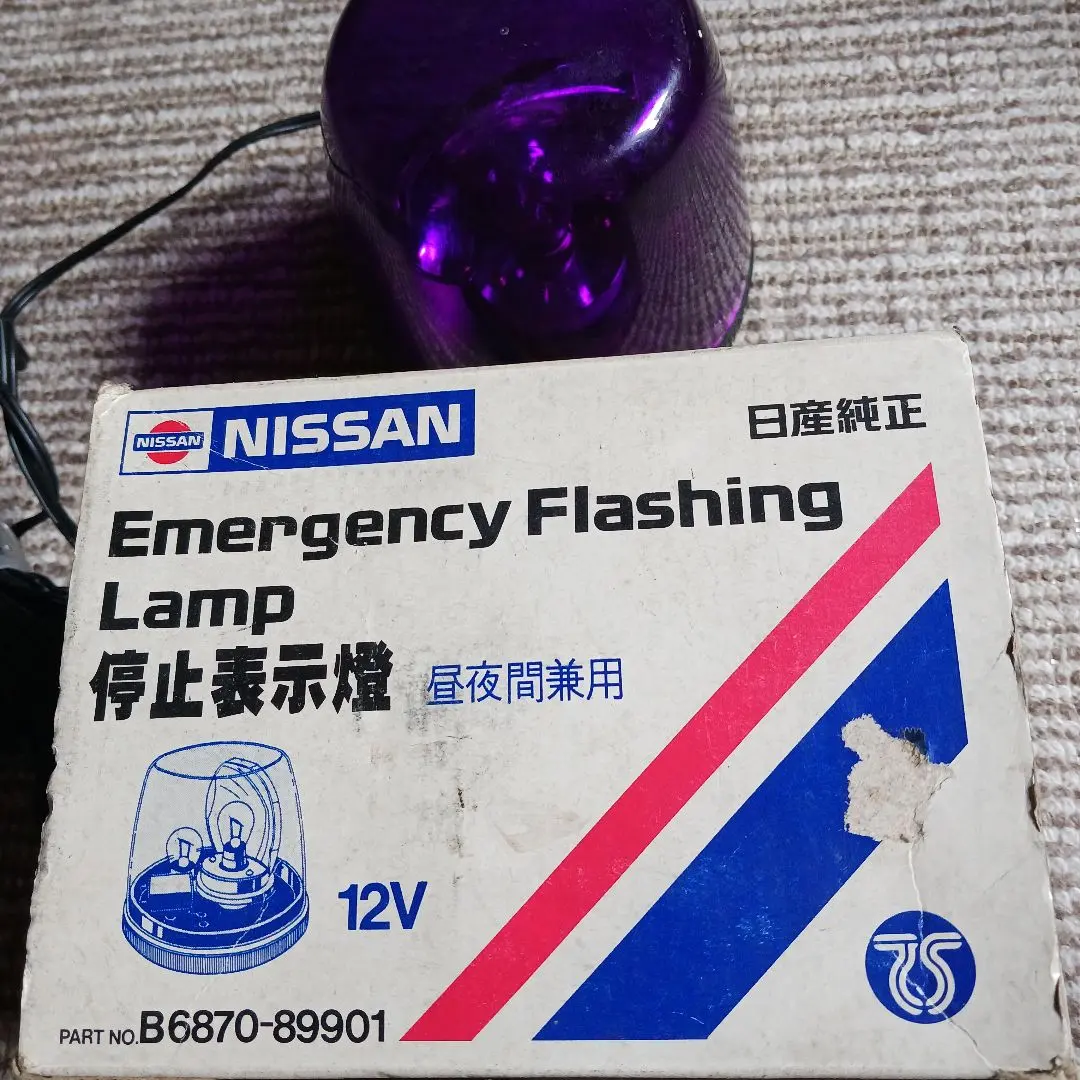 NISSAN NISSAN
日産純正
Emergency Flashing
Lamp
停止表示燈 昼夜間兼用
12V
PART NO. B6870-89901